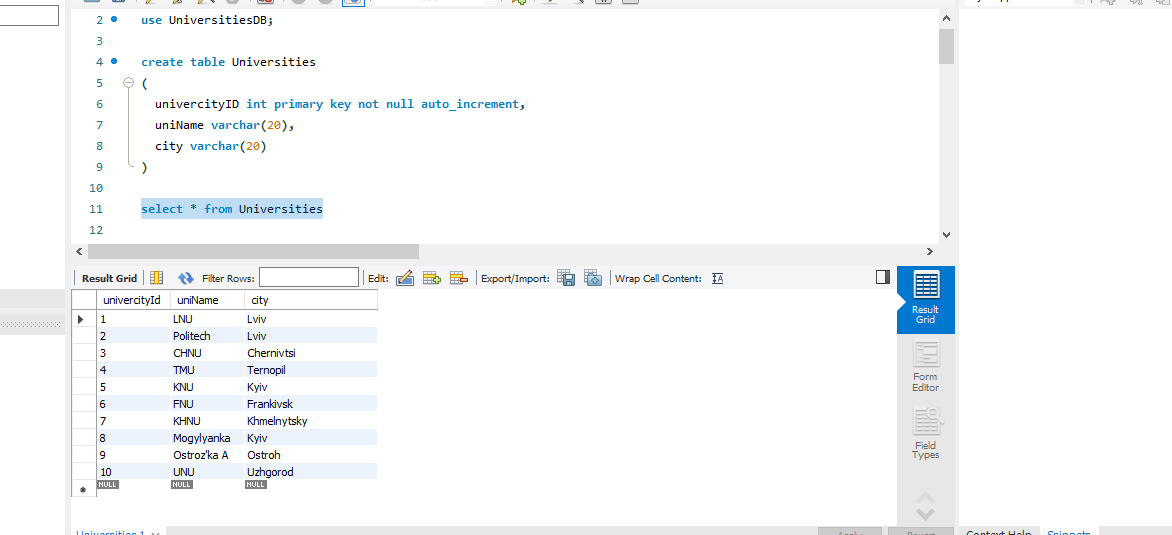 2 use UniversitiesDB;
3
4 create table Universities
5 (
6 univercityID int primary key not null auto_increment,
7 uniName varchar(20),
8 city varchar(20)
9 )
10
11 select * from Universities
12
Result Grid Filter Rows: Edit: Export/Import: Wrap Cell Content: IA
univercityId uniName city
1 LNU Lviv
2 Politech Lviv
3 CHNU Chernivtsi
4 TMU Ternopil
5 KNU Kyiv
6 FNU Frankivsk
7 KHNU Khmelnytsky
8 Mogylyanka Kyiv
9 Ostroz'ka A Ostroh
10 UNU Uzhgorod
NULL NULL NULL
Result Grid
Form Editor
Field Types
Universities 1 Apply Revert Context Help Snippets